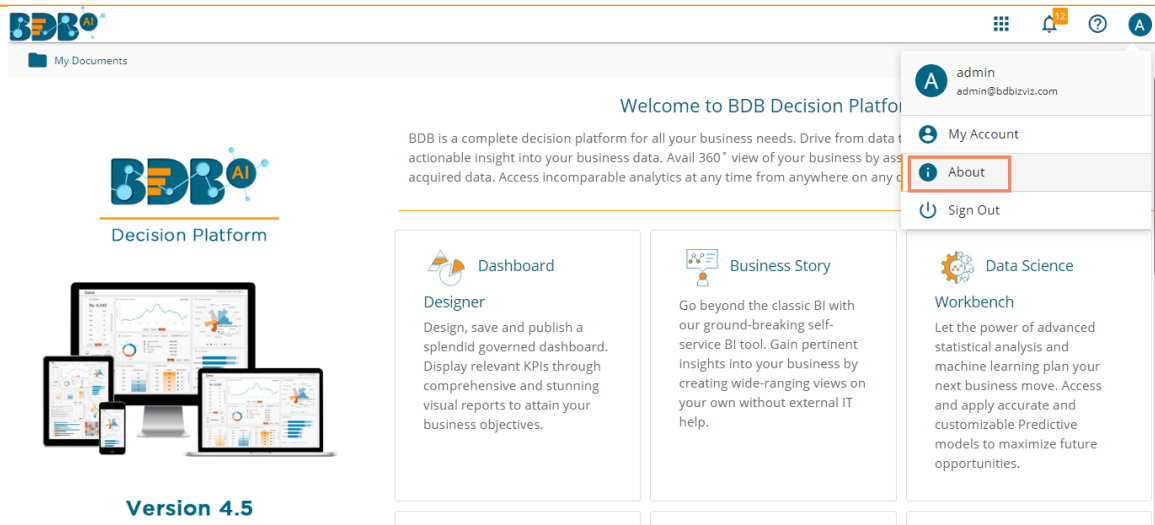 BDB AI
12
A
My Documents
A
admin
admin@bdbizviz.com
My Account
About
Sign Out
Welcome to BDB Decision Platfo
BDB is a complete decision platform for all your business needs. Drive from data
actionable insight into your business data. Avail 360˚ view of your business by
acquired data. Access incomparable analytics at any time from anywhere on any
BDB AI
Decision Platform
Version 4.5
Dashboard
Designer
Design, save and publish a
splendid governed dashboard.
Display relevant KPIs through
comprehensive and stunning
visual reports to attain your
business objectives.
Business Story
Go beyond the classic BI with
our ground-breaking self-
service BI tool. Gain pertinent
insights into your business by
creating wide-ranging views on
your own without external IT
help.
Data Science
Workbench
Let the power of advanced
statistical analysis and
machine learning plan your
next business move. Access
and apply accurate and
customizable Predictive
models to maximize future
opportunities.